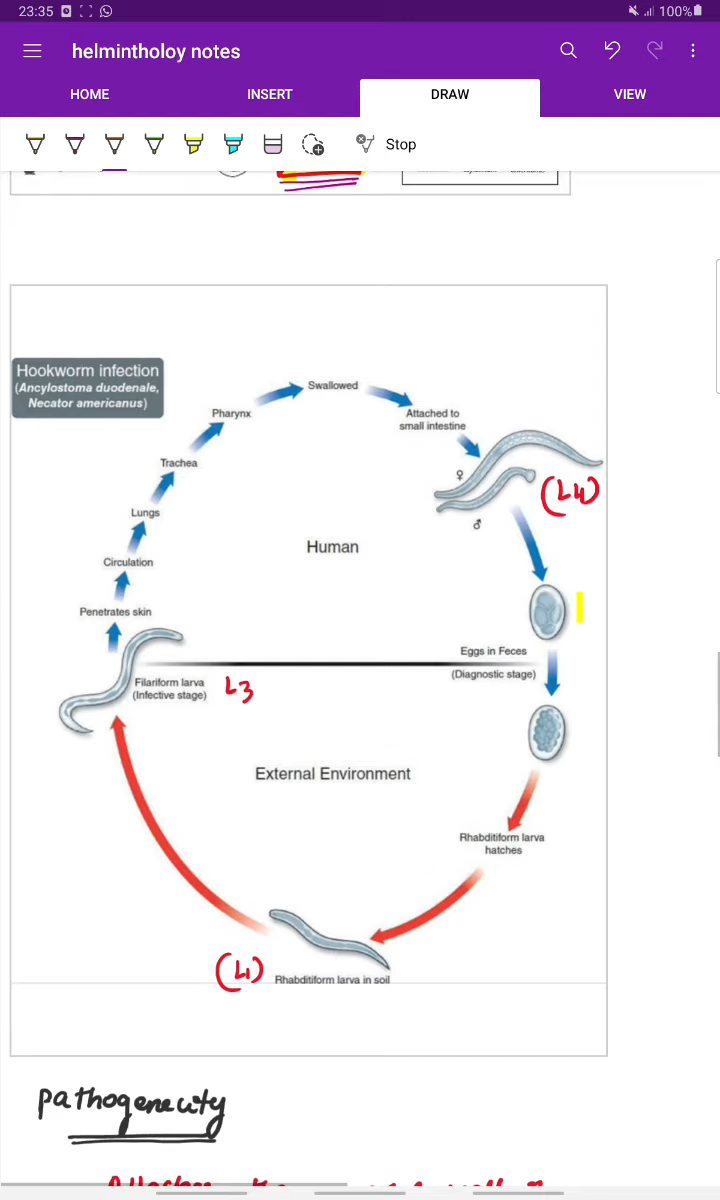 23:35
100%
helmintholoy notes
HOME INSERT DRAW VIEW
Stop
Hookworm infection
(Ancylostoma duodenale,
Necator americanus)
Swallowed
Pharynx
Attached to
small intestine
Trachea
♀
(L4)
Lungs
♂
Human
Circulation
Penetrates skin
Eggs in Feces
(Diagnostic stage)
Filariform larva
(Infective stage)
L3
External Environment
Rhabditiform larva
hatches
(L1)
Rhabditiform larva in soil
pathogenecity